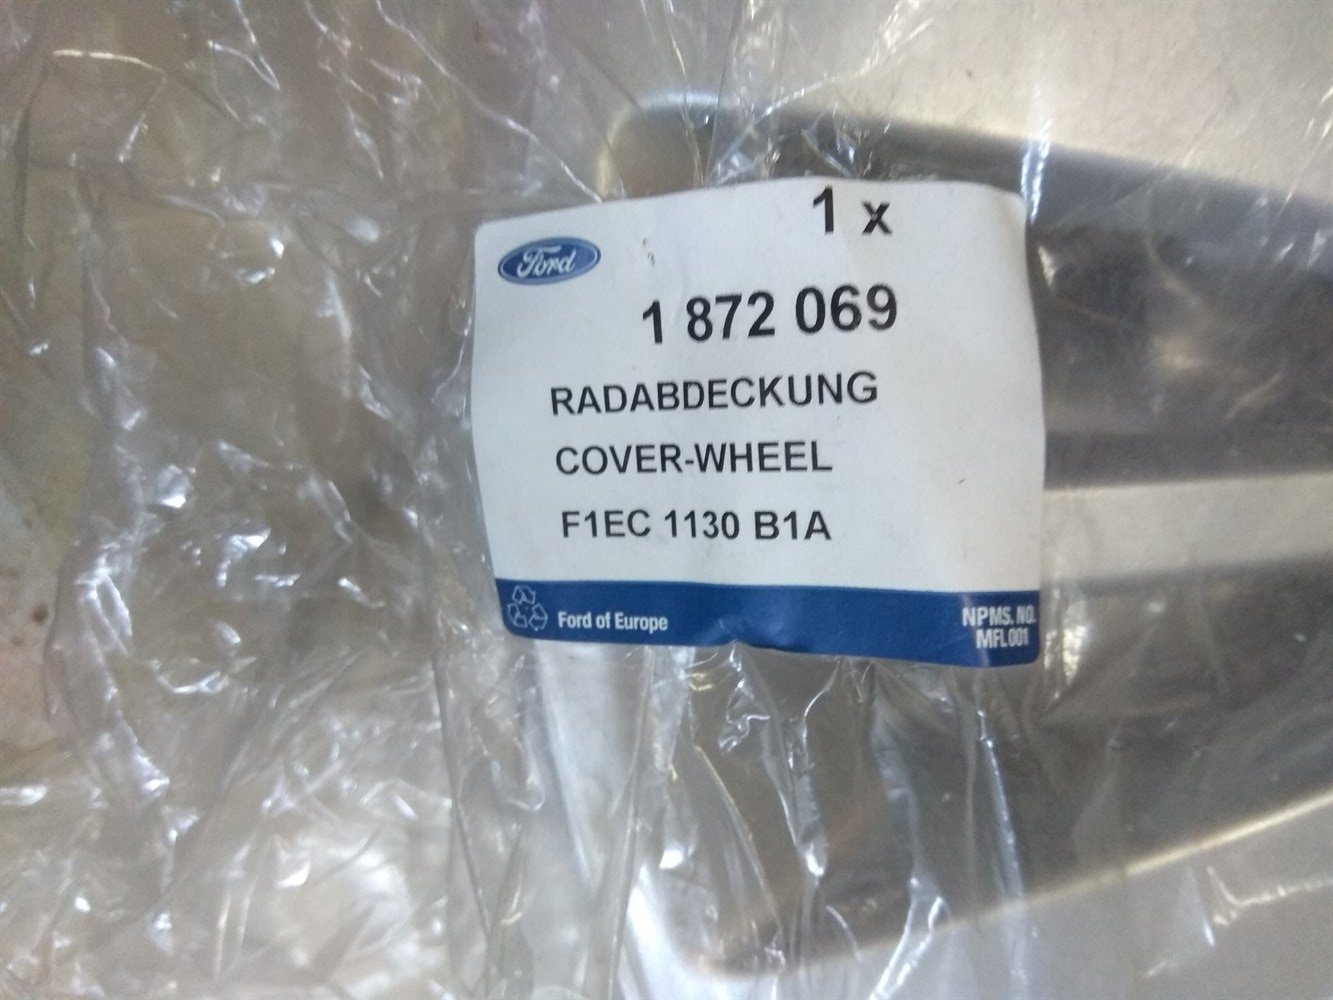 1 x
Ford
1 872 069
RADABDECKUNG
COVER-WHEEL
F1EC 1130 B1A
Ford of Europe
NPMS. NO.
MFL001